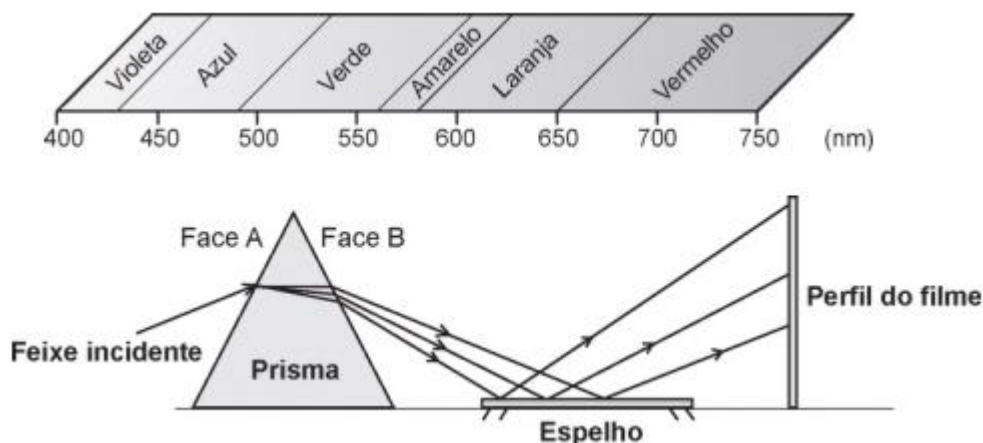 Violeta Azul Verde Amarelo Laranja Vermelho
400 450 500 550 600 650 700 750 (nm)
Face A Face B
Perfil do filme
Feixe incidente
Prisma
Espelho